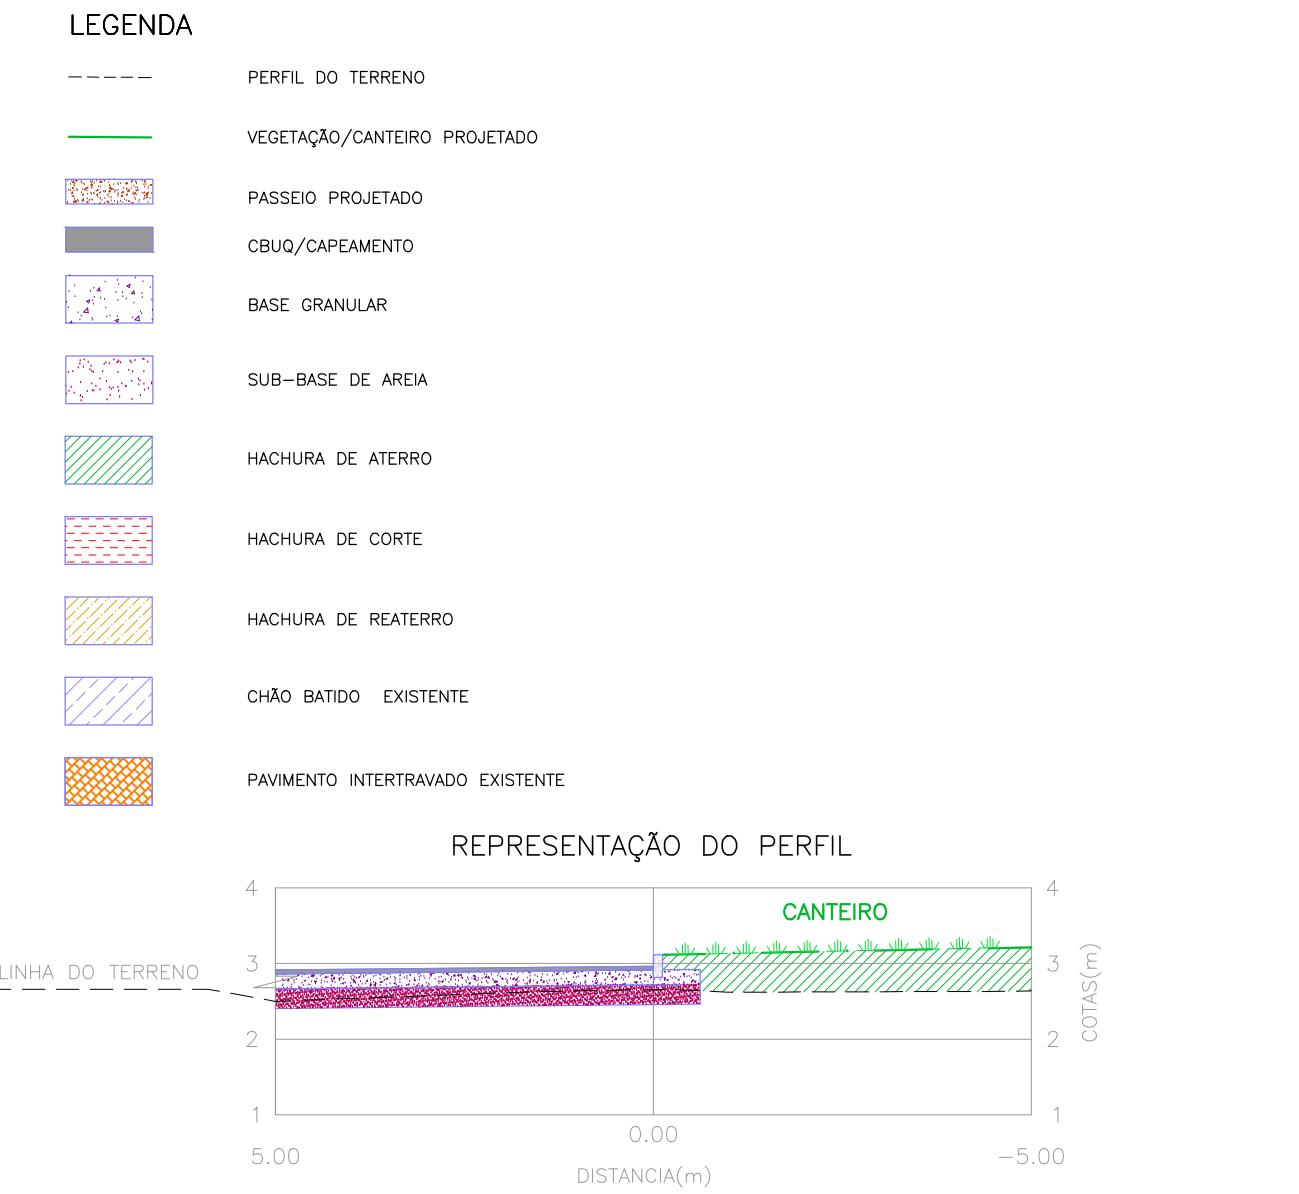 LEGENDA
PERFIL DO TERRENO
VEGETAÇÃO/CANTEIRO PROJETADO
PASSEIO PROJETADO
CBUQ/CAPEAMENTO
BASE GRANULAR
SUB-BASE DE AREIA
HACHURA DE ATERRO
HACHURA DE CORTE
HACHURA DE REATERRO
CHÃO BATIDO EXISTENTE
PAVIMENTO INTERTRAVADO EXISTENTE
REPRESENTAÇÃO DO PERFIL
4 4
CANTEIRO
LINHA DO TERRENO 3 3
COTAS(m)
2 2
1 1
0.00
5.00 -5.00
DISTANCIA(m)